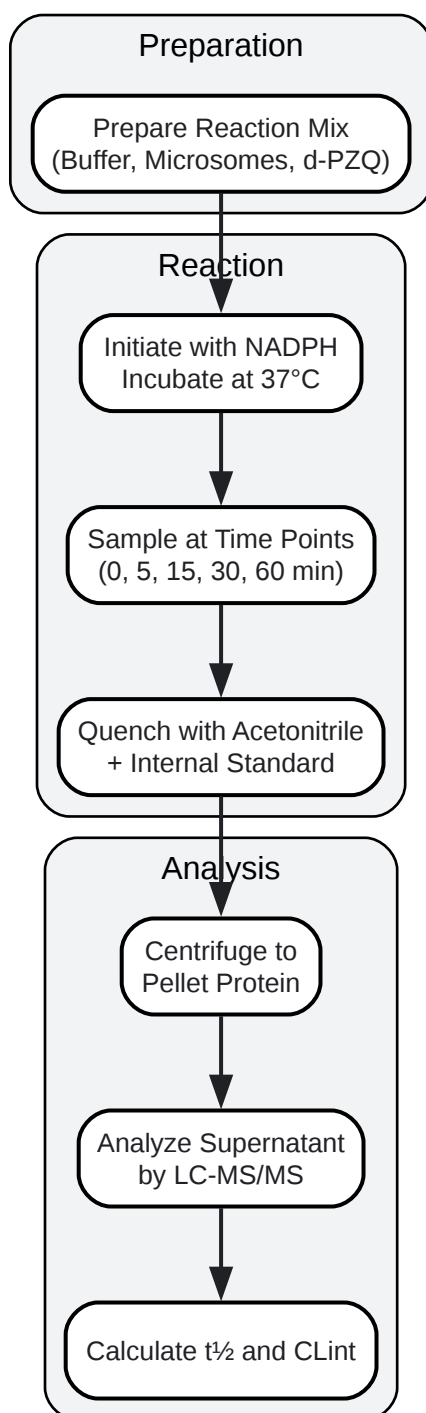 Preparation
Prepare Reaction Mix
(Buffer, Microsomes, d-PZQ)
Reaction
Initiate with NADPH
Incubate at 37°C
Sample at Time Points
(0, 5, 15, 30, 60 min)
Quench with Acetonitrile
+ Internal Standard
Analysis
Centrifuge to
Pellet Protein
Analyze Supernatant
by LC-MS/MS
Calculate t½ and CLint